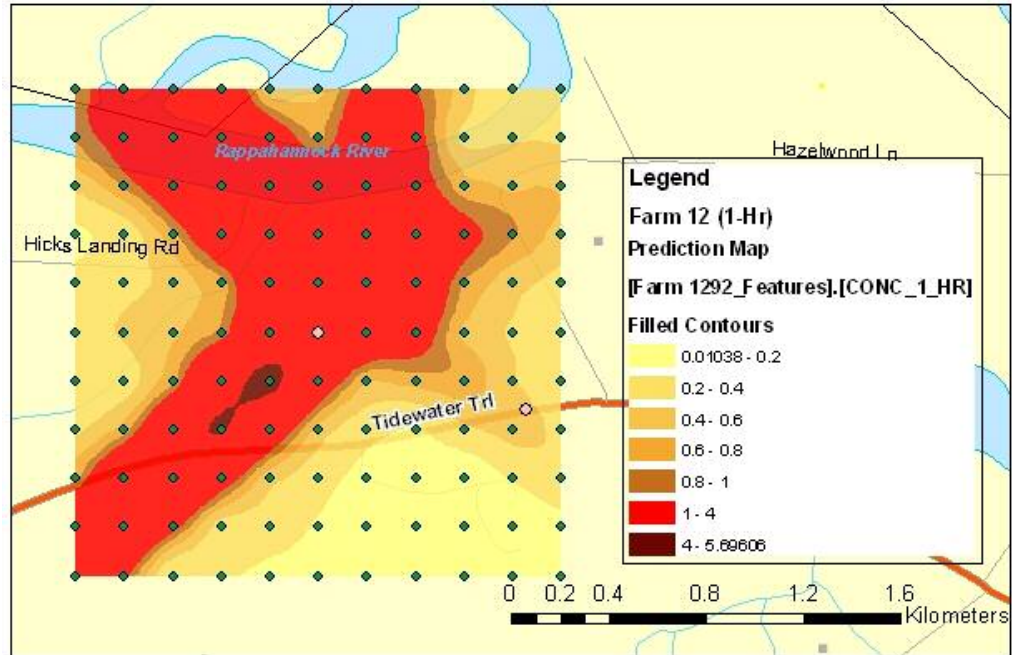 Rappahannock River
Hazelwood Ln
Hicks Landing Rd
Tidewater Trl
Legend
Farm 12 (1-Hr)
Prediction Map
[Farm 1292_Features].[CONC_1_HR]
Filled Contours
0.01038 - 0.2
0.2 - 0.4
0.4 - 0.6
0.6 - 0.8
0.8 - 1
1 - 4
4 - 5.69606
0 0.2 0.4 0.8 1.2 1.6
Kilometers